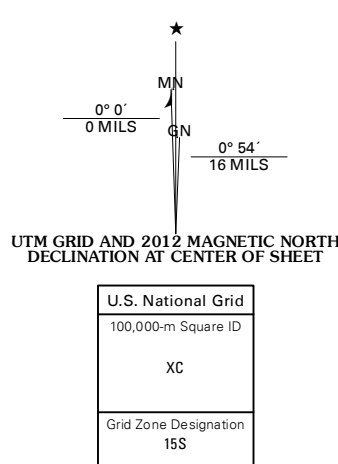 ★
MN
0° 0´
0 MILS
GN
0° 54´
16 MILS
UTM GRID AND 2012 MAGNETIC NORTH
DECLINATION AT CENTER OF SHEET
U.S. National Grid
100,000-m Square ID
XC
Grid Zone Designation
15S